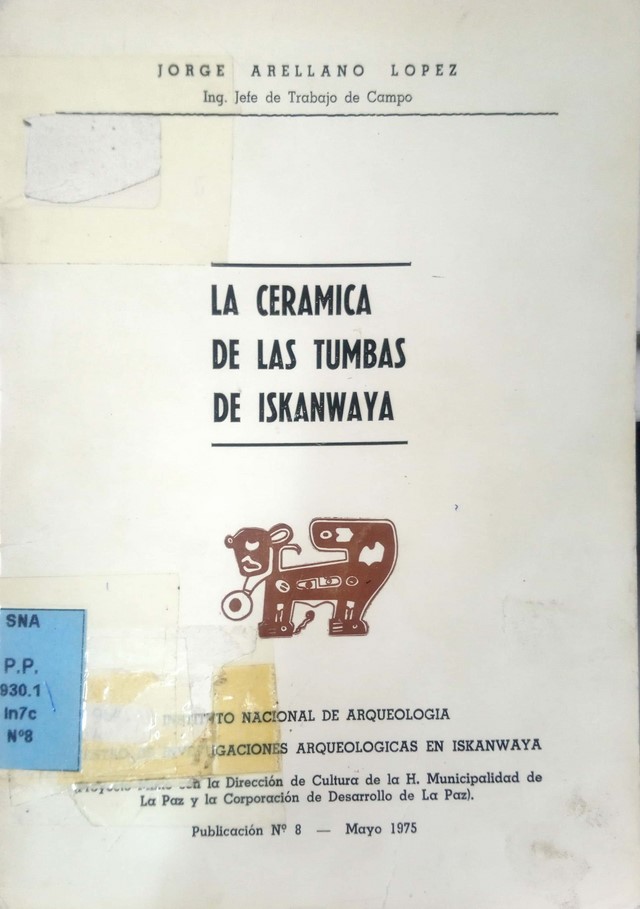 JORGE ARELLANO LOPEZ
Ing. Jefe de Trabajo de Campo
LA CERAMICA
DE LAS TUMBAS
DE ISKANWAYA
SNA
P.P.
930.1
In7c
Nº8
INSTITUTO NACIONAL DE ARQUEOLOGIA
ARQUEOLOGICAS EN ISKANWAYA
con la Dirección de Cultura de la H. Municipalidad de
La Paz y la Corporación de Desarrollo de La Paz).
Publicación Nº 8 — Mayo 1975